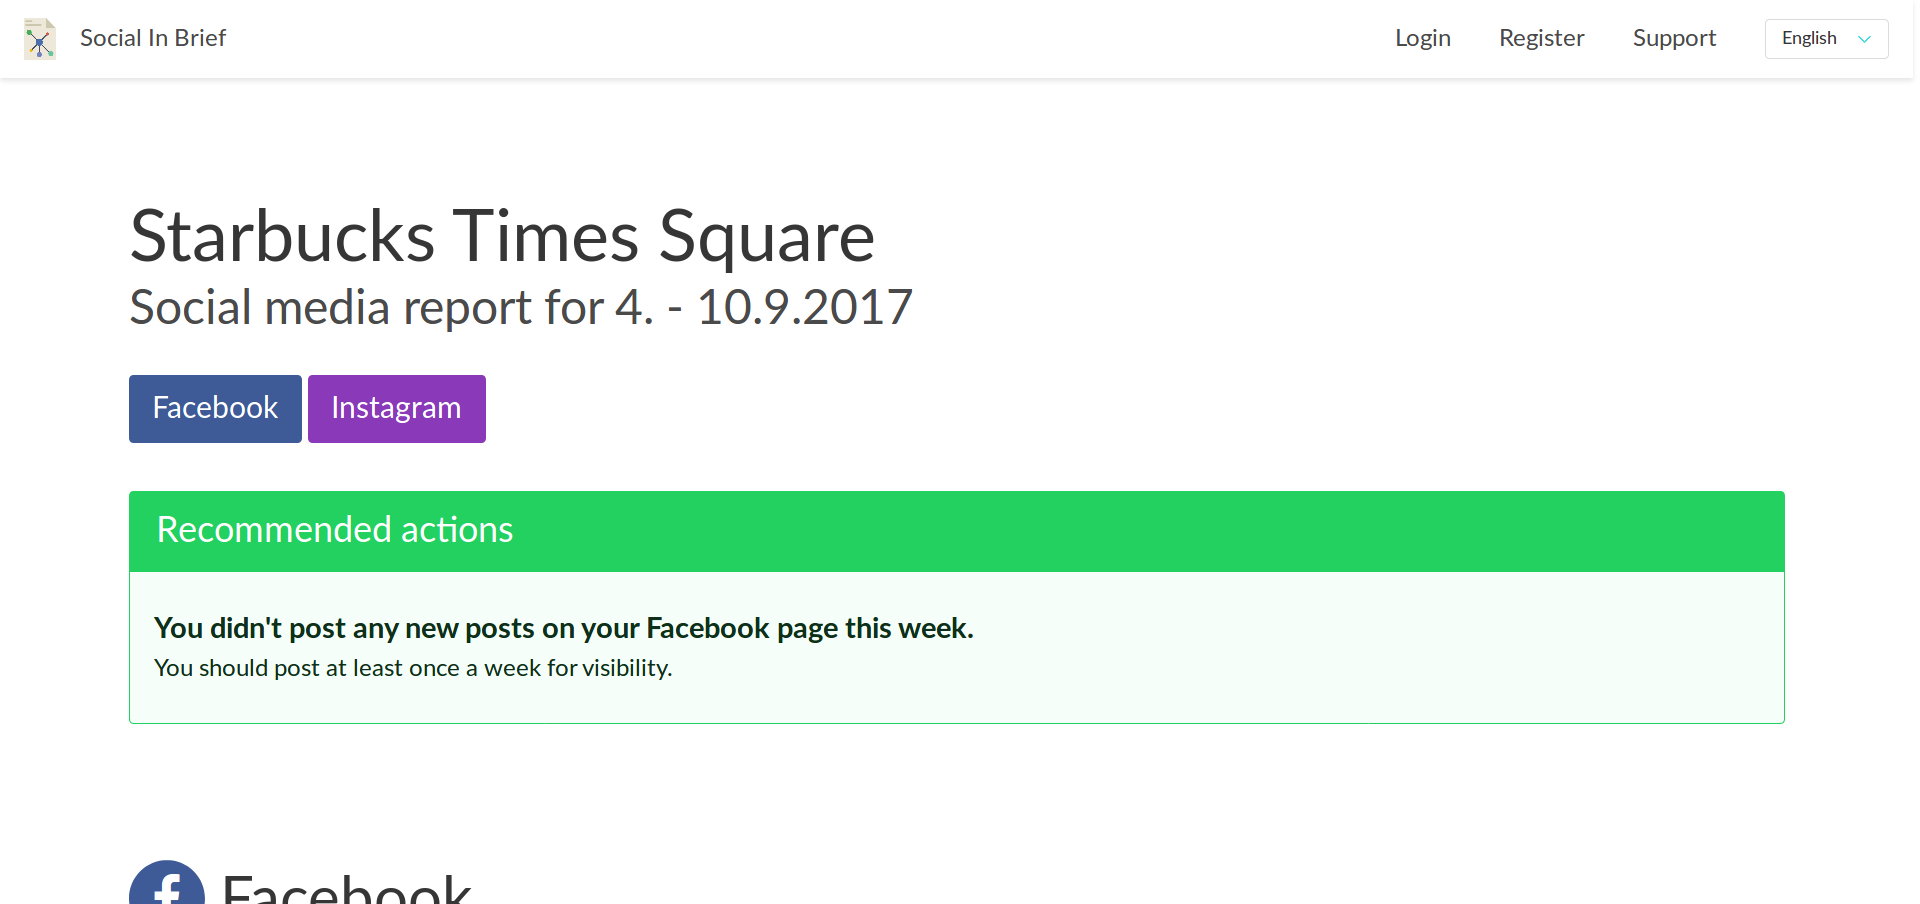 Social In Brief
Login
Register
Support
English
Starbucks Times Square
Social media report for 4. - 10.9.2017
Facebook
Instagram
Recommended actions
You didn't post any new posts on your Facebook page this week.
You should post at least once a week for visibility.
Facebook